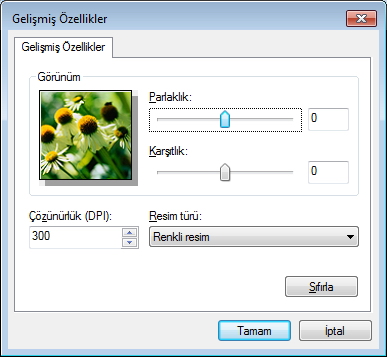 Gelişmiş Özellikler
Gelişmiş Özellikler
Görünüm
Parlaklık:
0
Karşıtlık:
0
Çözünürlük (DPI):
Resim türü:
300
Renkli resim
Sıfırla
Tamam
İptal